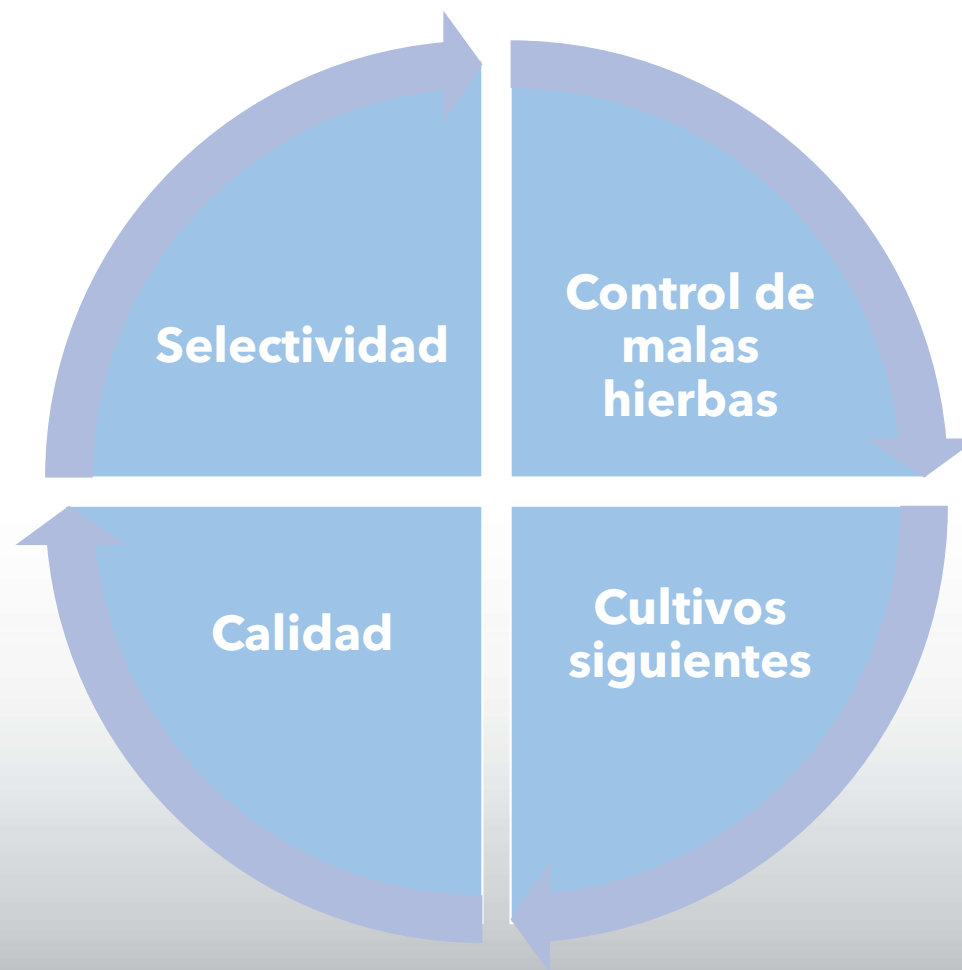 Selectividad
Control de
malas
hierbas
Calidad
Cultivos
siguientes